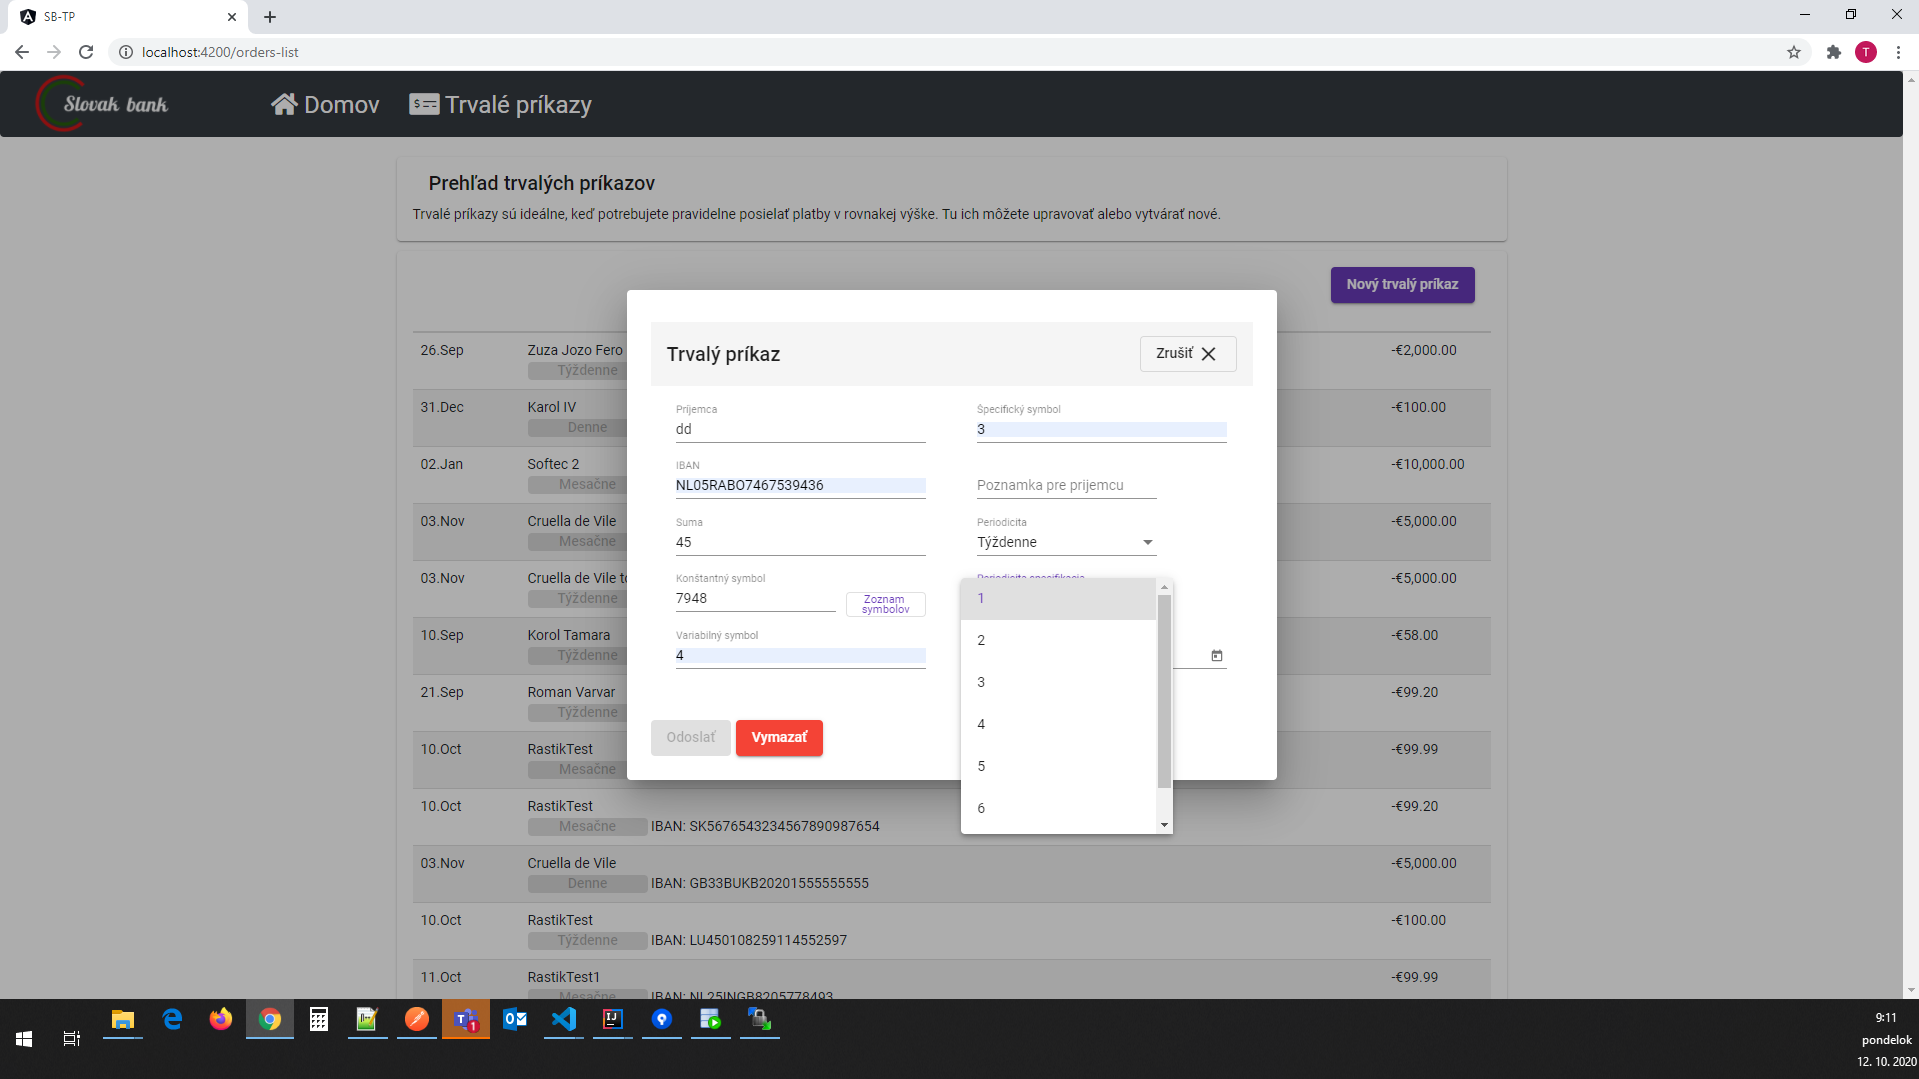 SB-TP
localhost:4200/orders-list
T
Slovak bank
Domov
Trvalé príkazy
Prehľad trvalých príkazov
Trvalé príkazy sú ideálne, keď potrebujete pravidelne posielať platby v rovnakej výške. Tu ich môžete upravovať alebo vytvárať nové.
Nový trvalý príkaz
26.Sep Zuza Jozo Fero -€2,000.00
Týždenne
31.Dec Karol IV -€100.00
Denne
02.Jan Softec 2 -€10,000.00
Mesačne
03.Nov Cruella de Vile -€5,000.00
Mesačne
03.Nov Cruella de Vile -€5,000.00
Týždenne
10.Sep Korol Tamara -€58.00
Týždenne
21.Sep Roman Varvar -€99.20
Týždenne
10.Oct RastikTest -€99.99
Mesačne
10.Oct RastikTest -€99.20
Mesačne IBAN: SK5676543234567890987654
03.Nov Cruella de Vile -€5,000.00
Denne IBAN: GB33BUKB20201555555555
10.Oct RastikTest -€100.00
Týždenne IBAN: LU450108259114552597
11.Oct RastikTest1 -€99.99
Mesačne IBAN: NL25INGB8205778493
Trvalý príkaz
Zrušiť
Príjemca
dd
IBAN
NL05RABO7467539436
Suma
45
Konštantný symbol
7948
Zoznam
symbolov
Variabilný symbol
4
Špecifický symbol
3
Poznamka pre prijemcu
Periodicita
Týždenne
1
2
3
4
5
6
Odoslať
Vymazať
9:11
pondelok
12. 10. 2020